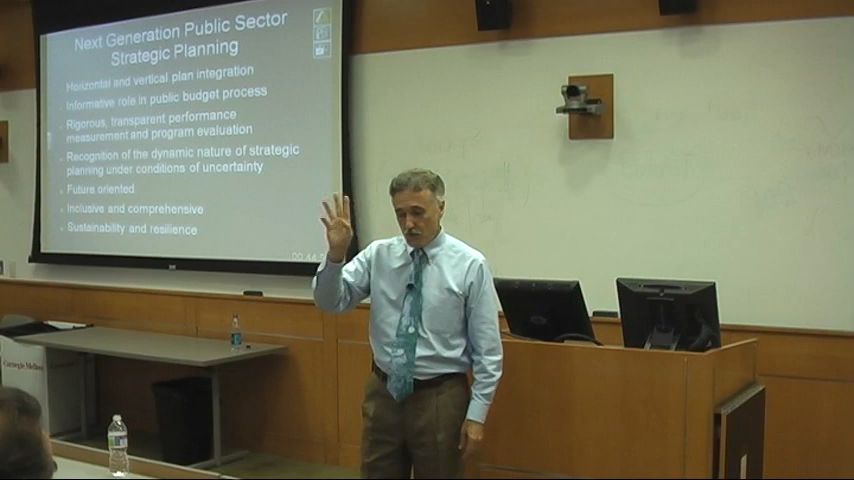 Next Generation Public Sector
Strategic Planning
Horizontal and vertical plan integration
Informative role in public budget process
Rigorous, transparent performance
measurement and program evaluation
Recognition of the dynamic nature of strategic
planning under conditions of uncertainty
Future oriented
Inclusive and comprehensive
Sustainability and resilience
Carnegie Mellon